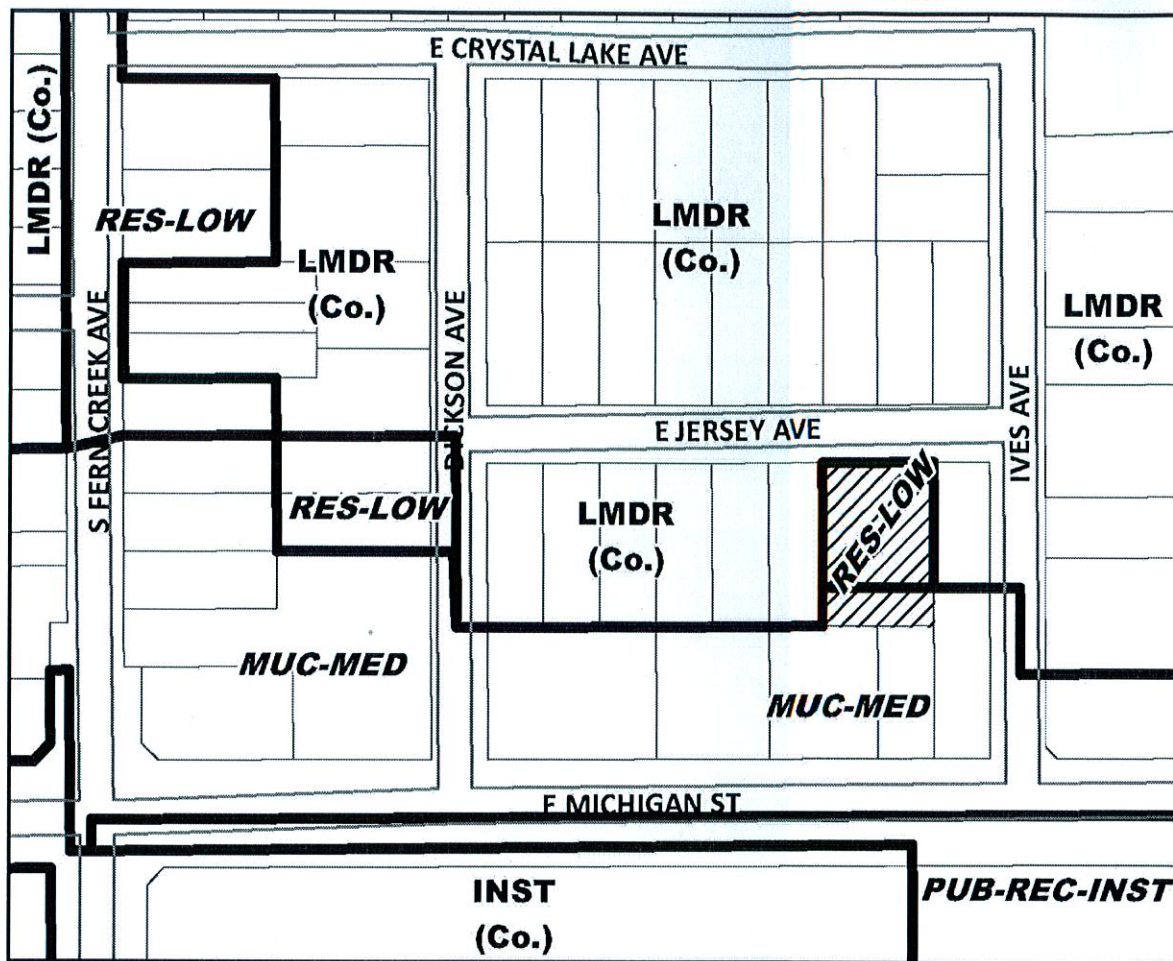 E CRYSTAL LAKE AVE
LMDR (Co.)
RES-LOW
LMDR
(Co.)
LMDR
(Co.)
LMDR
(Co.)
S FERN CREEK AVE
DICKSON AVE
IVES AVE
E JERSEY AVE
RES-LOW
LMDR
(Co.)
RES-LOW
MUC-MED
MUC-MED
E MICHIGAN ST
INST
(Co.)
PUB-REC-INST